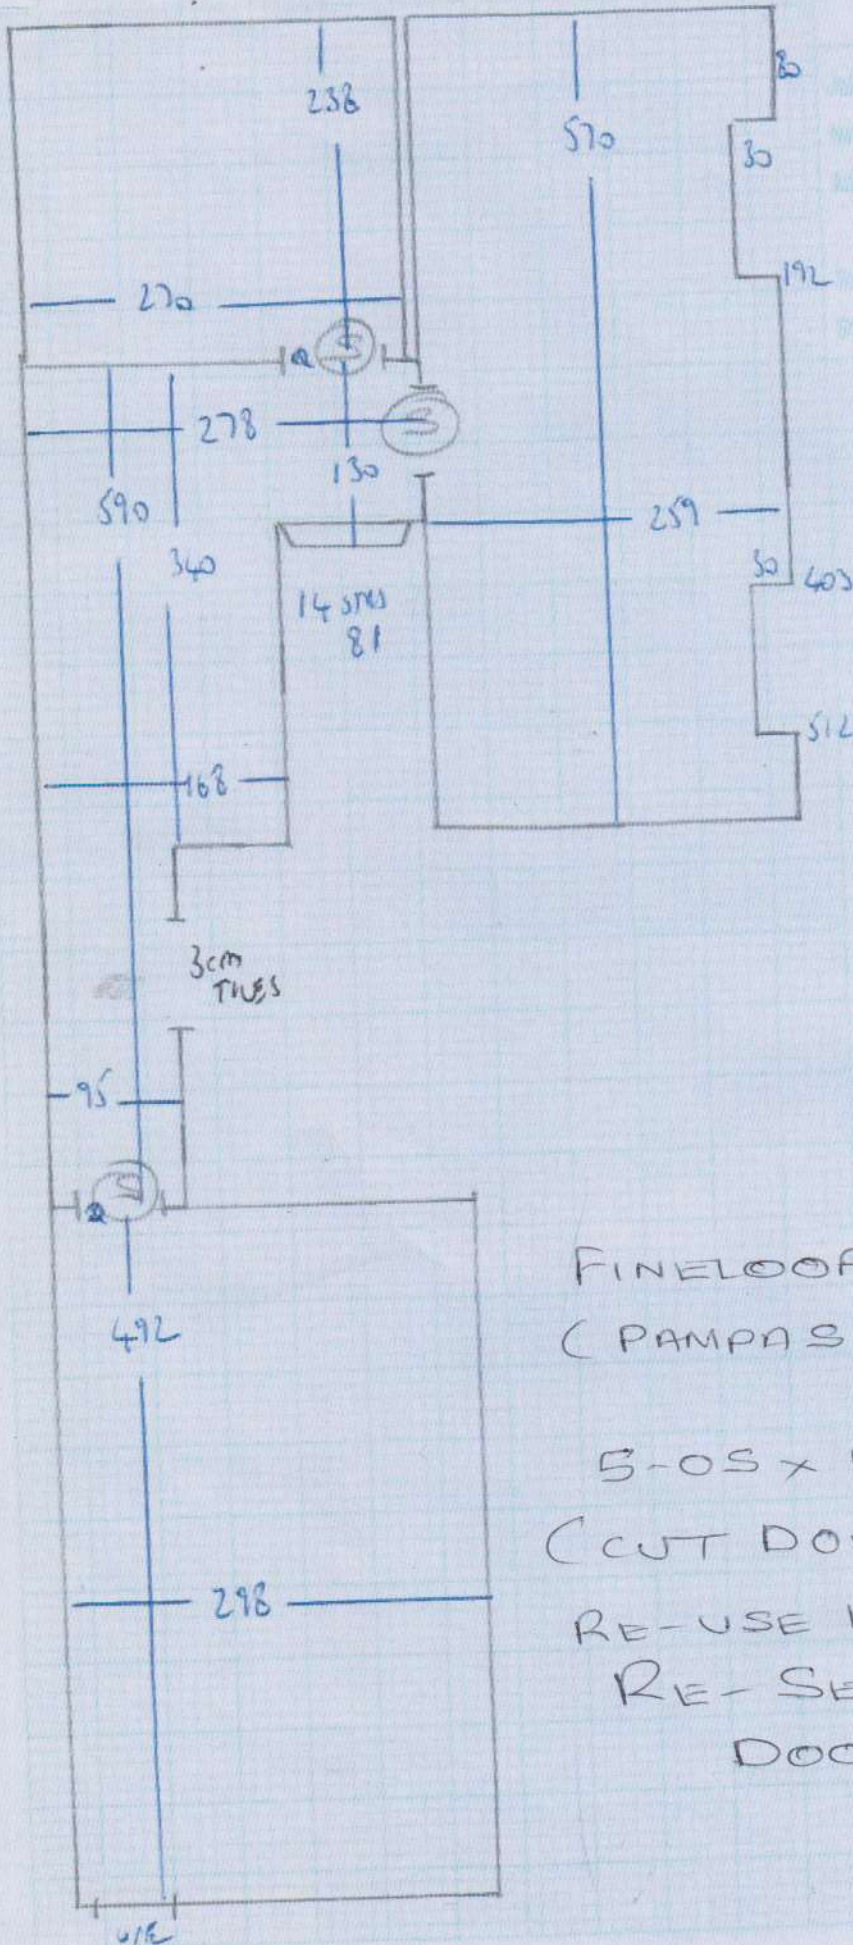 238
570
80
30
192
270
S
278
S
130
590
340
259
30
403
14 STRS
81
512
168
3cm
TILES
95
S
492
FINELOOP
(PAMPAS
5-05 x
(CUT DO
RE-USE
298
RE-SE
DOO